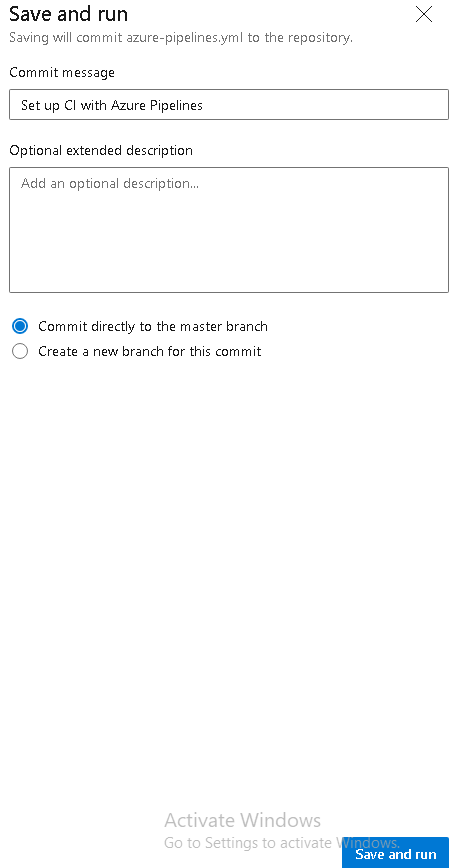 Save and run
Saving will commit azure-pipelines.yml to the repository.
Commit message
Set up CI with Azure Pipelines
Optional extended description
Add an optional description...
Commit directly to the master branch
Create a new branch for this commit
Activate Windows
Go to Settings to activate Windows.
Save and run